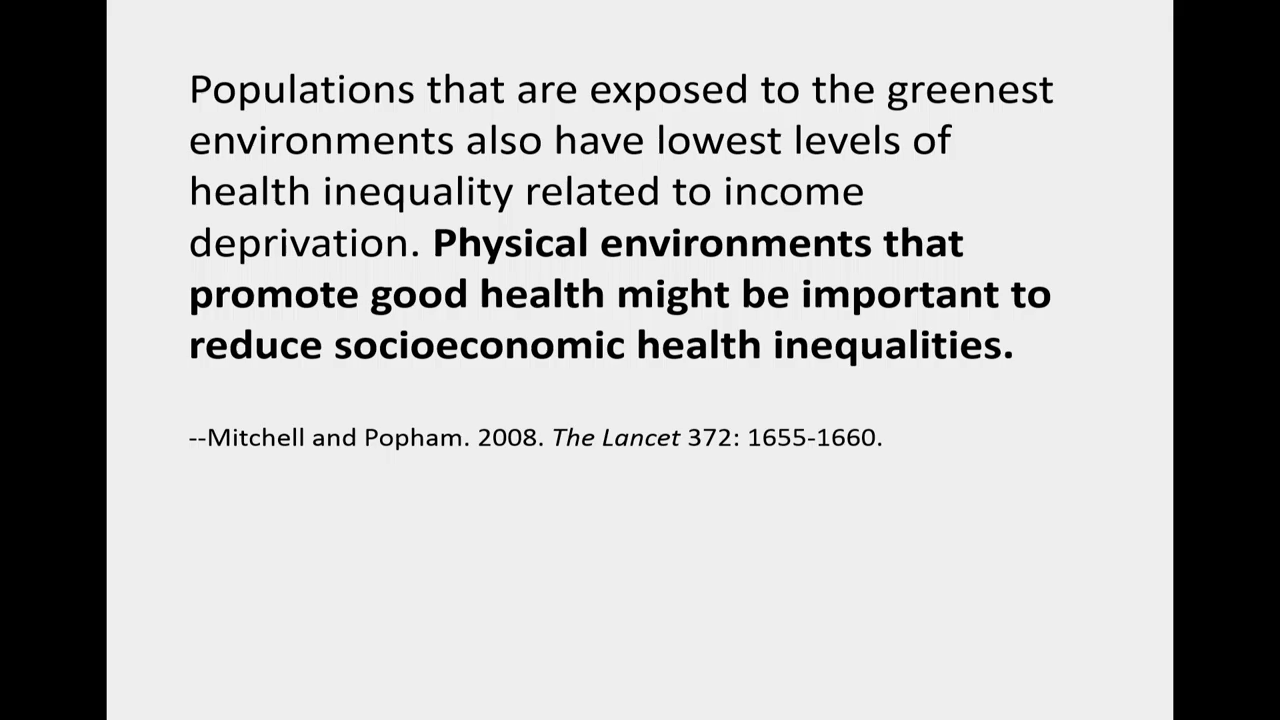 Populations that are exposed to the greenest
environments also have lowest levels of
health inequality related to income
deprivation. Physical environments that
promote good health might be important to
reduce socioeconomic health inequalities.
--Mitchell and Popham. 2008. The Lancet 372: 1655-1660.